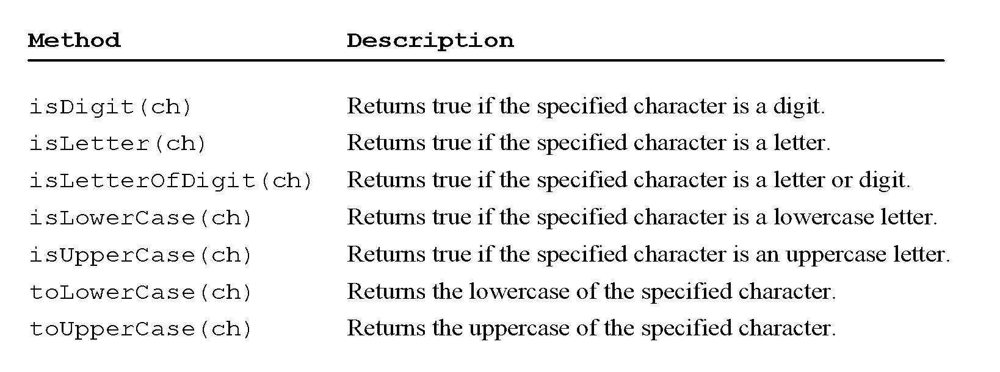 Method Description
isDigit(ch) Returns true if the specified character is a digit.
isLetter(ch) Returns true if the specified character is a letter.
isLetterOfDigit(ch) Returns true if the specified character is a letter or digit.
isLowerCase(ch) Returns true if the specified character is a lowercase letter.
isUpperCase(ch) Returns true if the specified character is an uppercase letter.
toLowerCase(ch) Returns the lowercase of the specified character.
toUpperCase(ch) Returns the uppercase of the specified character.